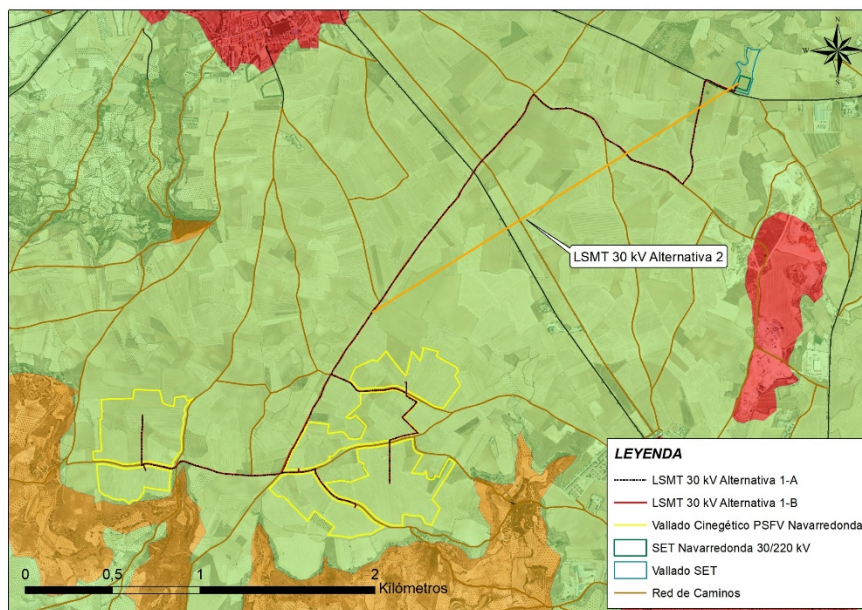 N
W
E
S
LSMT 30 kV Alternativa 2
LEYENDA
LSMT 30 kV Alternativa 1-A
LSMT 30 kV Alternativa 1-B
Vallado Cinegético PSFV Navarredonda
SET Navarredonda 30/220 kV
Vallado SET
Red de Caminos
0 0,5 1 2
Kilómetros